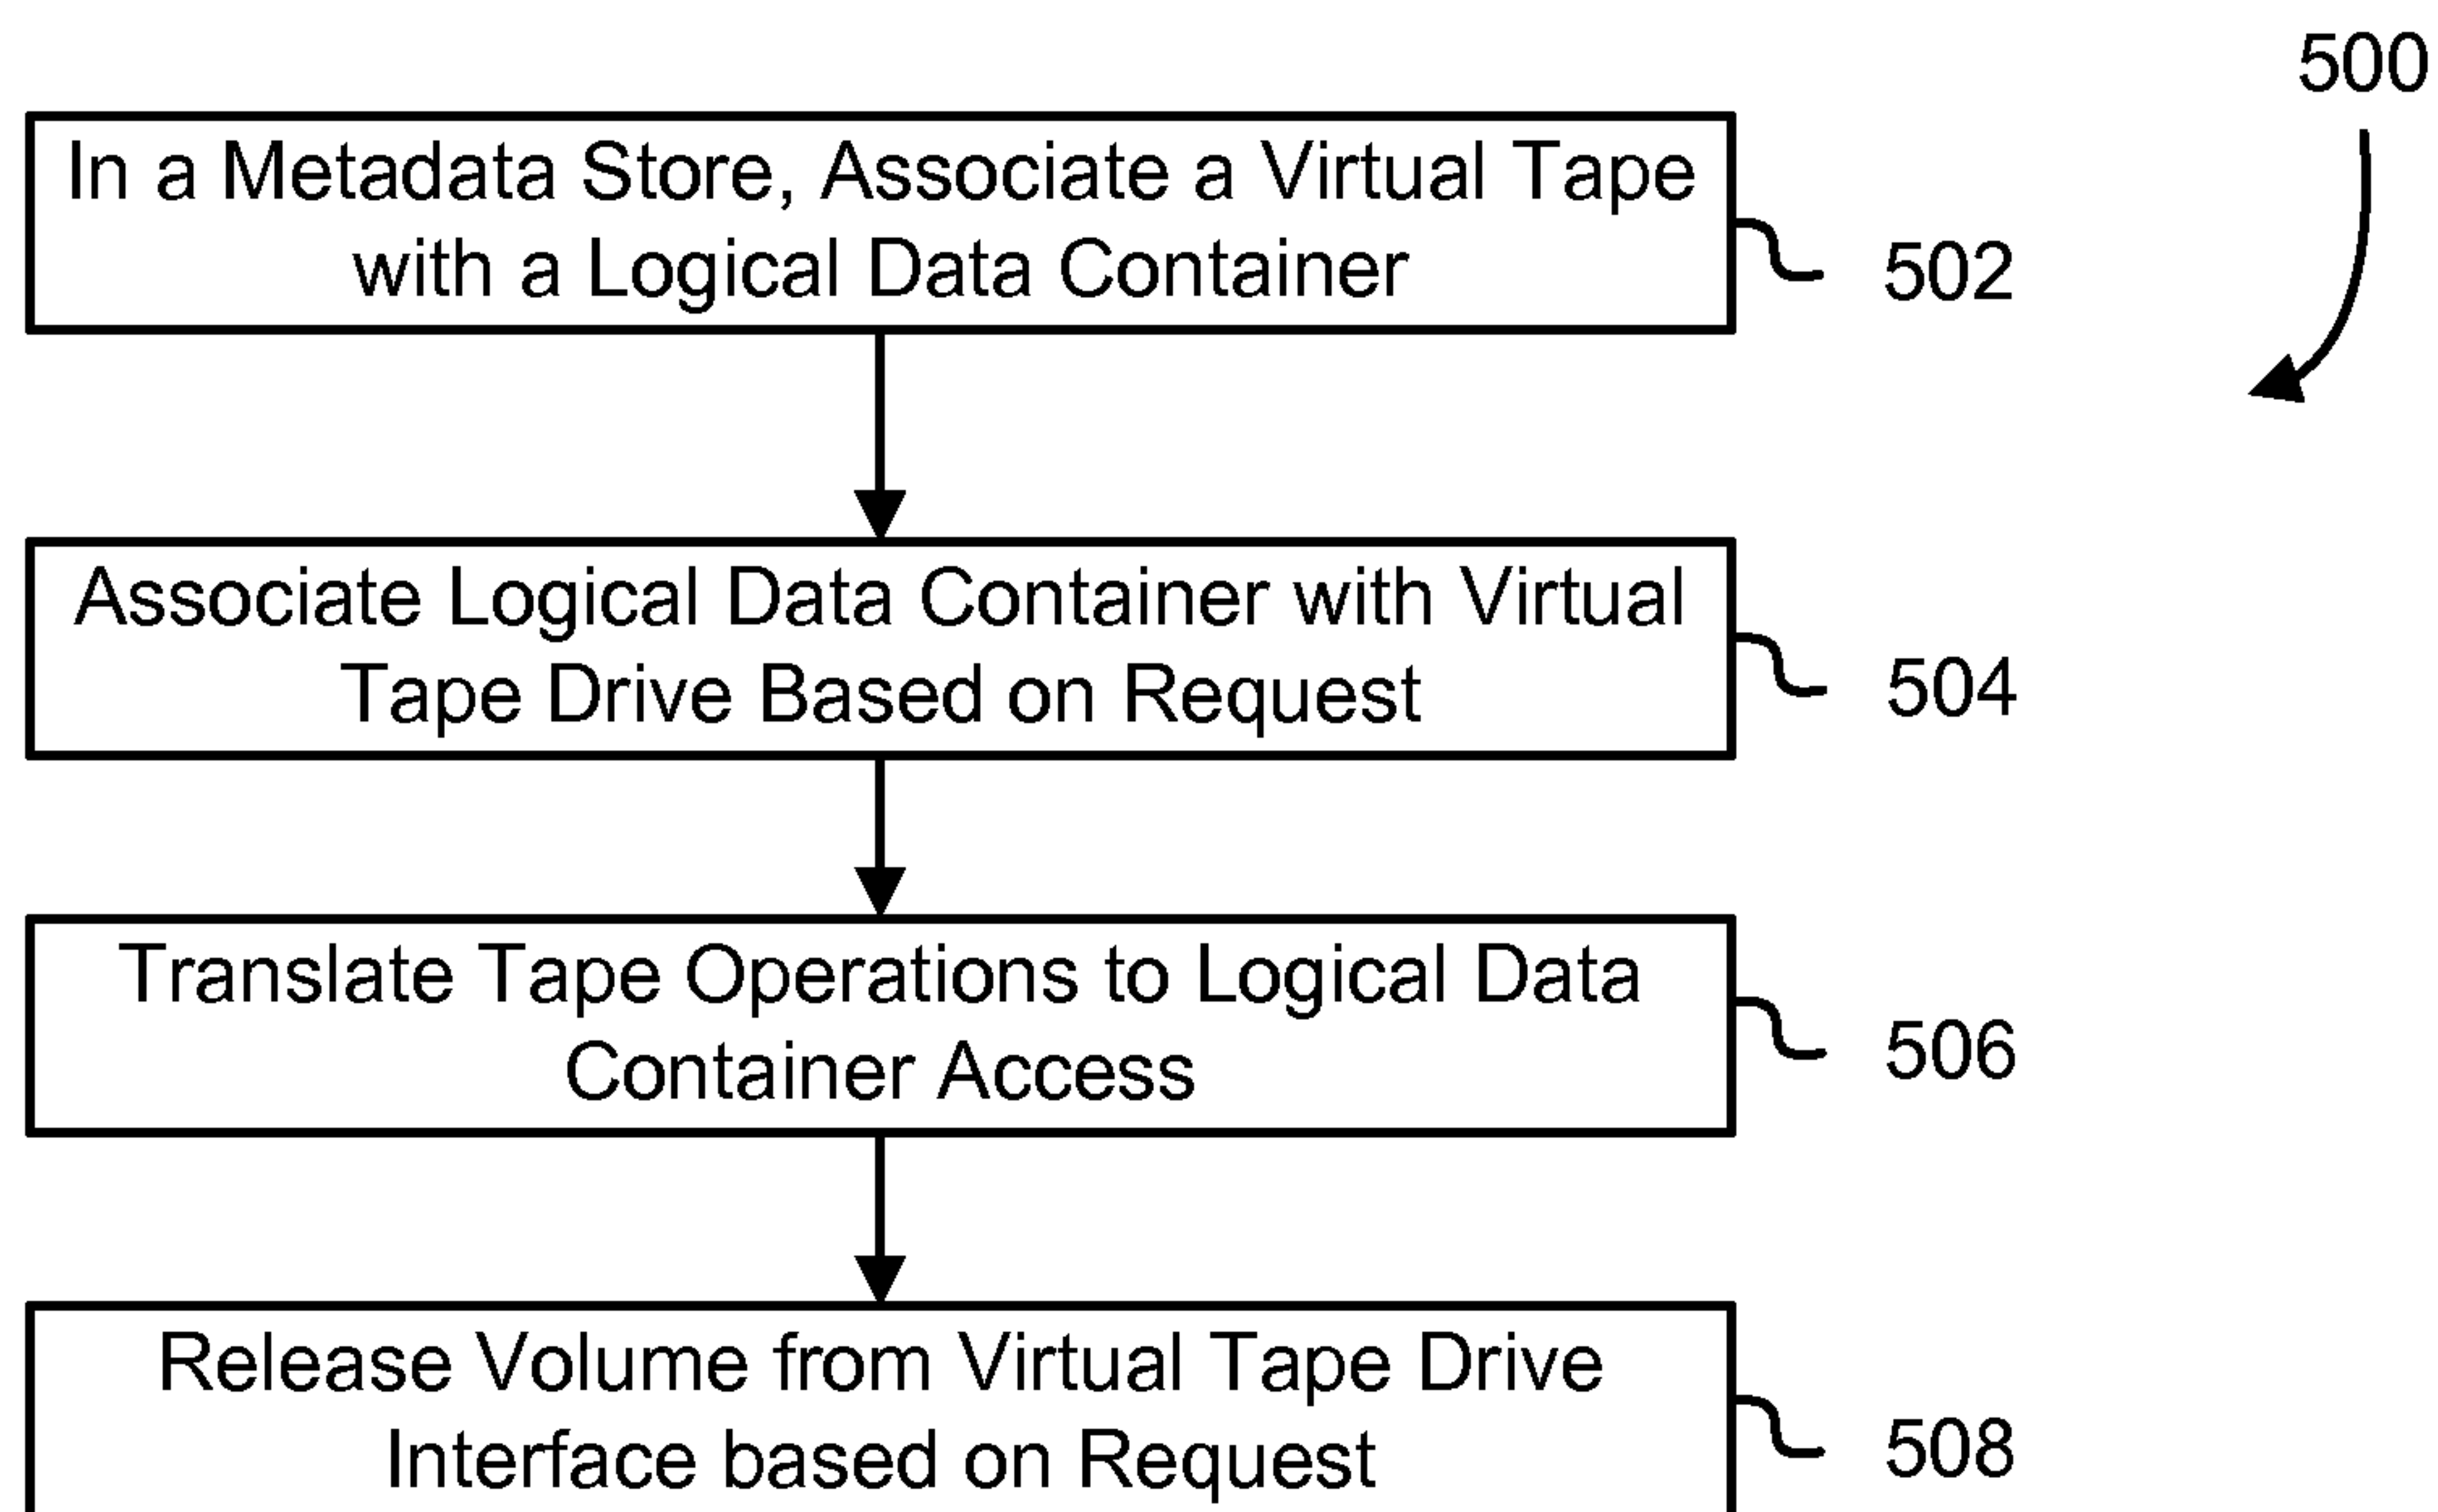 500
In a Metadata Store, Associate a Virtual Tape
with a Logical Data Container
502
Associate Logical Data Container with Virtual
Tape Drive Based on Request
504
Translate Tape Operations to Logical Data
Container Access
506
Release Volume from Virtual Tape Drive
Interface based on Request
508